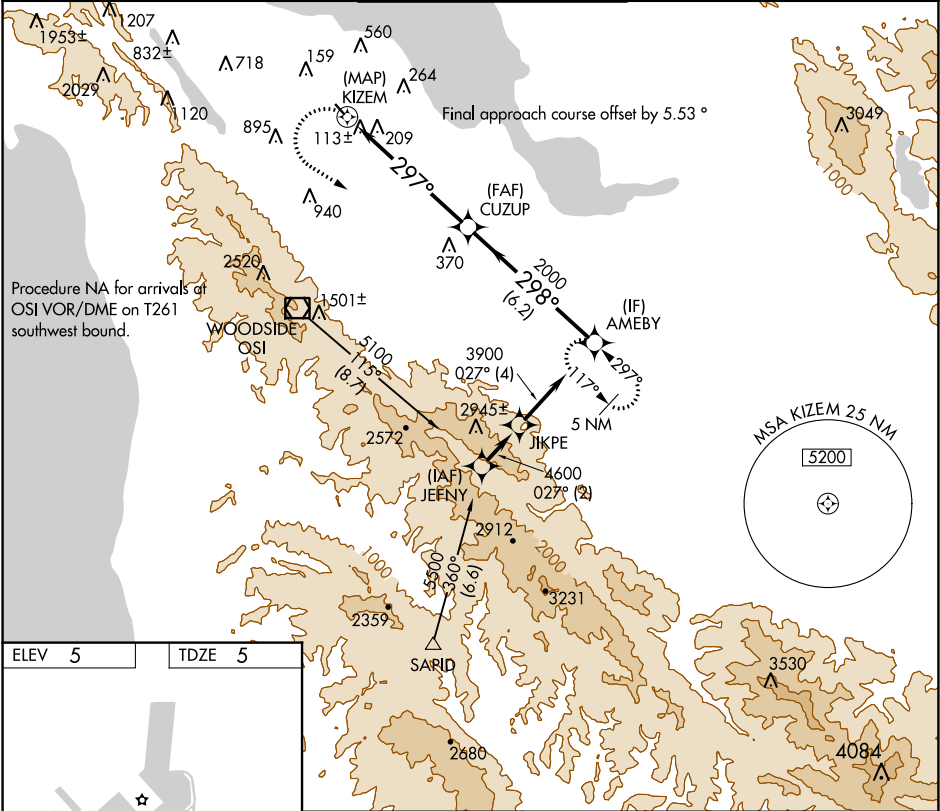 1207
1953±
832±
2029
1120
718
159
560
264
(MAP)
KIZEM
895
113±
209
Final approach course offset by 5.53 °
3049
1000
297°
(FAF)
CUZUP
940
370
2520
Procedure NA for arrivals at
OSI VOR/DME on T261
southwest bound.
1501±
WOODSIDE
OSI
2000
298°
(6.2)
(IF)
AMEBY
5100
115°
(8.7)
3900
027° (4)
117°
297°
5 NM
2945±
2572
JIKPE
(IAF)
JEFNY
4600
027° (2)
MSA KIZEM 25 NM
5200
2912
2000
1000
5500
360°
(6.6)
3231
2359
SAPID
ELEV 5
TDZE 5
3530
2680
4084